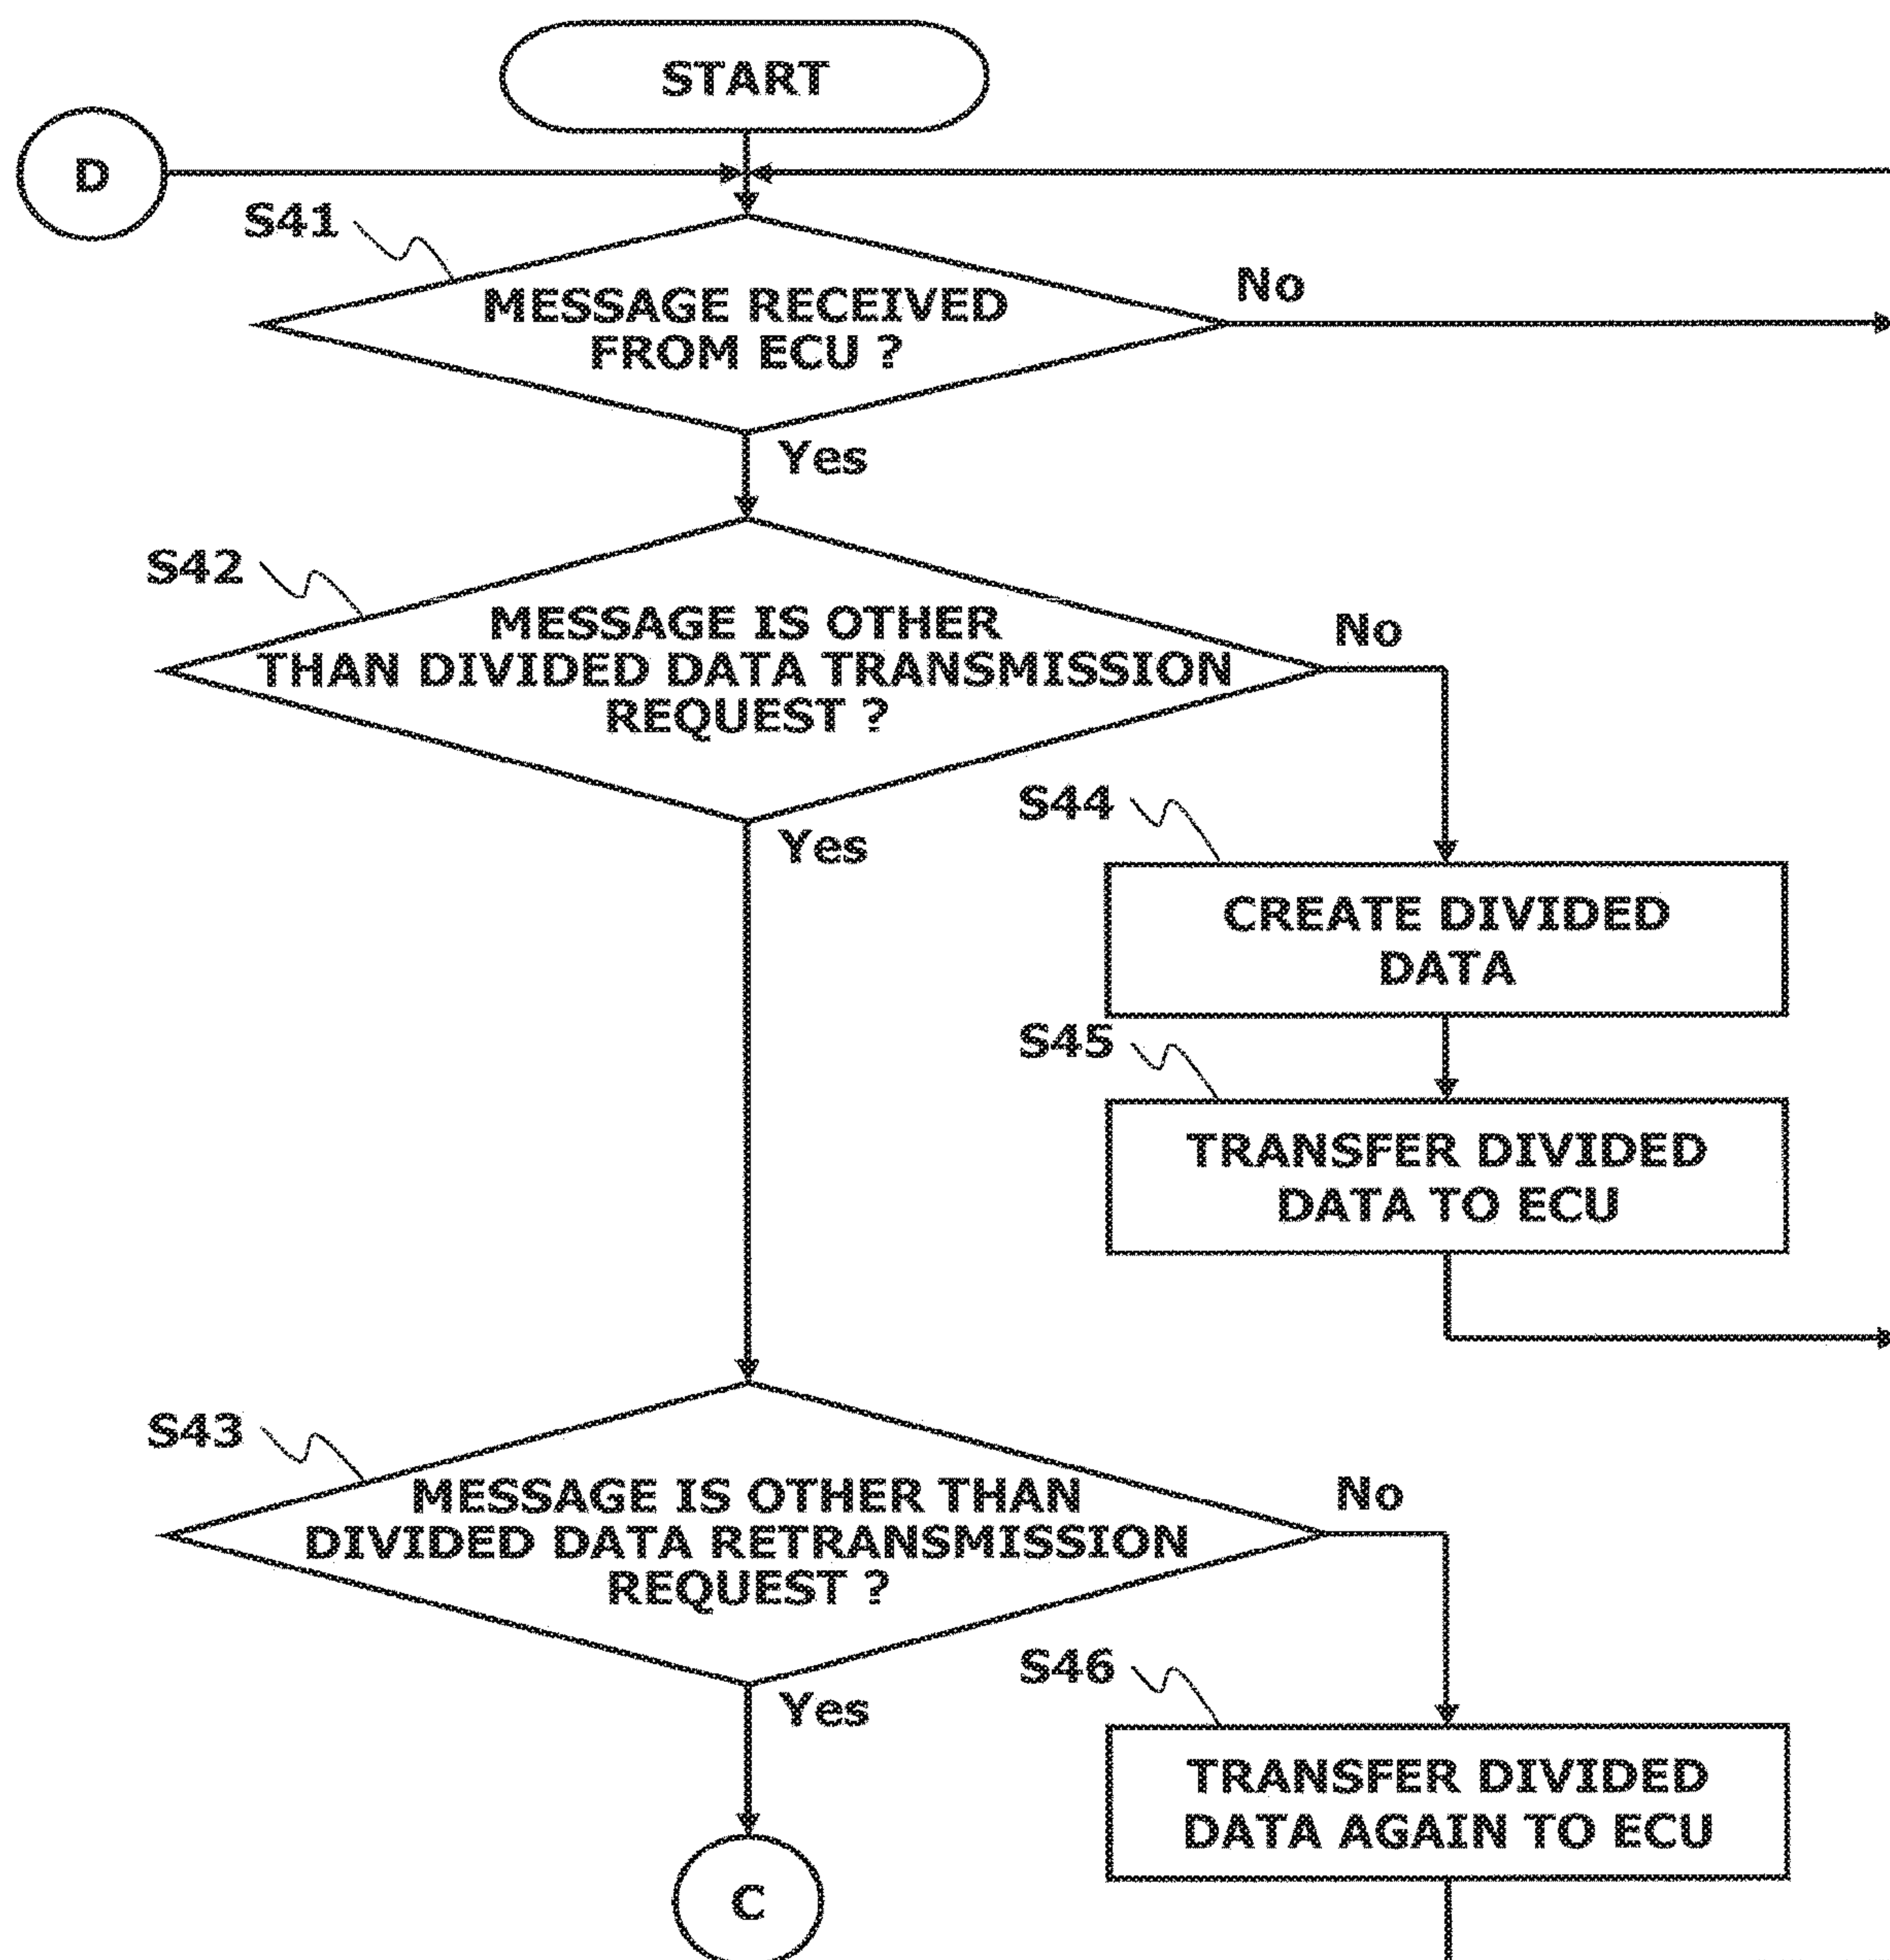 START
D
S41
MESSAGE RECEIVED
FROM ECU ?
No
Yes
S42
MESSAGE IS OTHER
THAN DIVIDED DATA TRANSMISSION
REQUEST ?
No
Yes
S44
CREATE DIVIDED
DATA
S45
TRANSFER DIVIDED
DATA TO ECU
S43
MESSAGE IS OTHER THAN
DIVIDED DATA RETRANSMISSION
REQUEST ?
No
Yes
S46
TRANSFER DIVIDED
DATA AGAIN TO ECU
C